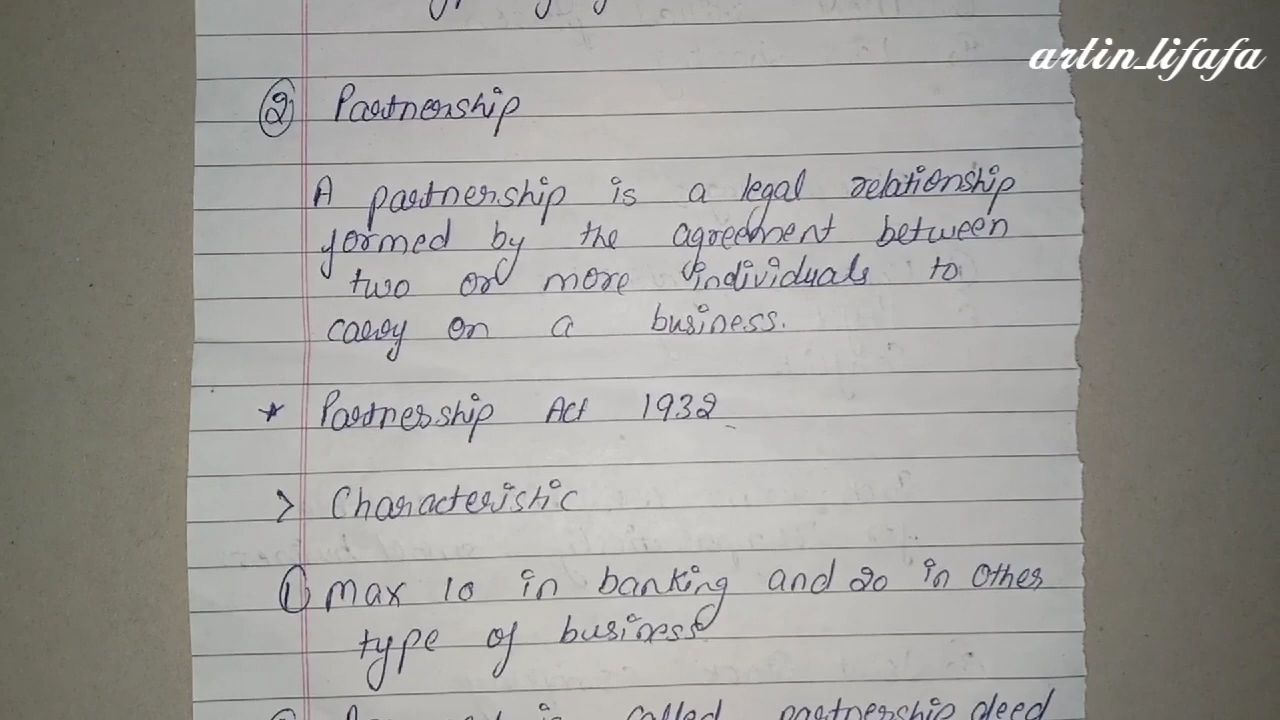 artin_lifafa
② Partnership
A partnership is a legal relationship
formed by the agreement between
two or more individuals to
carry on a business.
* Partnership Act 1932
> Characteristic
① Max 10 in banking and 20 in other
type of business
called partnership deed